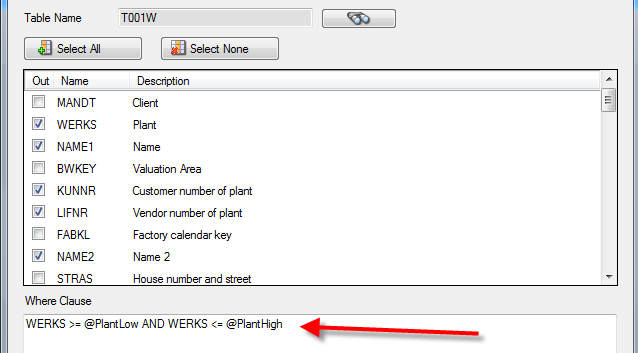 Table Name T001W
Select All Select None
Out Name Description
MANDT Client
WERKS Plant
NAME1 Name
BWKEY Valuation Area
KUNNR Customer number of plant
LIFNR Vendor number of plant
FABKL Factory calendar key
NAME2 Name 2
STRAS House number and street
Where Clause
WERKS >= @PlantLow AND WERKS <= @PlantHigh